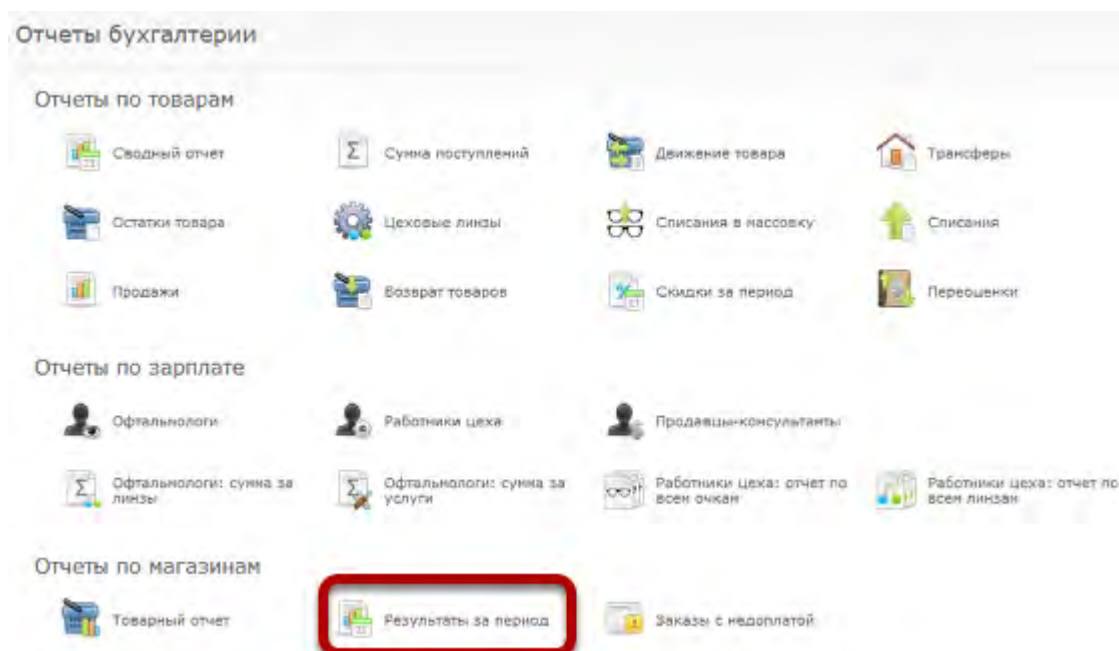 Отчеты бухгалтерии
Отчеты по товарам
Сводный отчет
Сумма поступлений
Движение товара
Трансферы
Остатки товара
Цеховые линзы
Списания в массовку
Списания
Продажи
Возврат товаров
Скидки за период
Переоценки
Отчеты по зарплате
Офтальмологи
Работники цеха
Продавцы-консультанты
Офтальмологи: сумма за
линзы
Офтальмологи: сумма за
услуги
Работники цеха: отчет по
всем очкам
Работники цеха: отчет по
всем линзам
Отчеты по магазинам
Товарный отчет
Результаты за период
Заказы с недоплатой